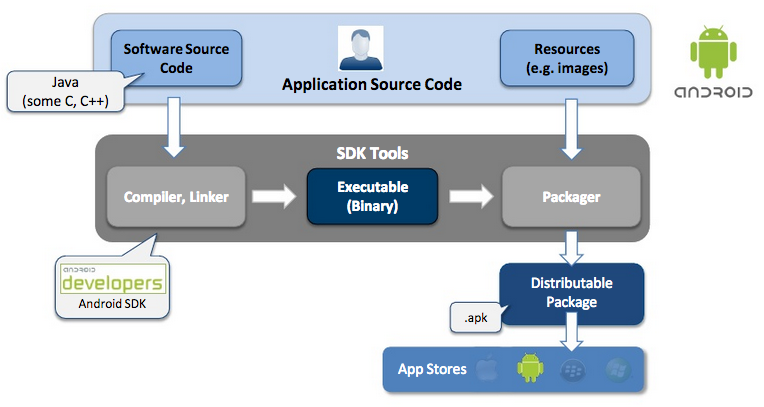 Software Source
Code
Resources
(e.g. images)
Application Source Code
Java
(some C, C++)
ANDROID
SDK Tools
Compiler, Linker
Executable
(Binary)
Packager
ANDROID
developers
Android SDK
Distributable
Package
.apk
App Stores